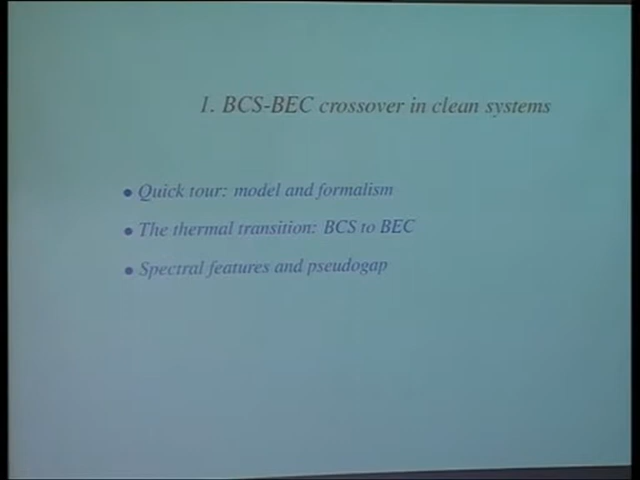 1. BCS-BEC crossover in clean systems
• Quick tour: model and formalism
• The thermal transition: BCS to BEC
• Spectral features and pseudogap